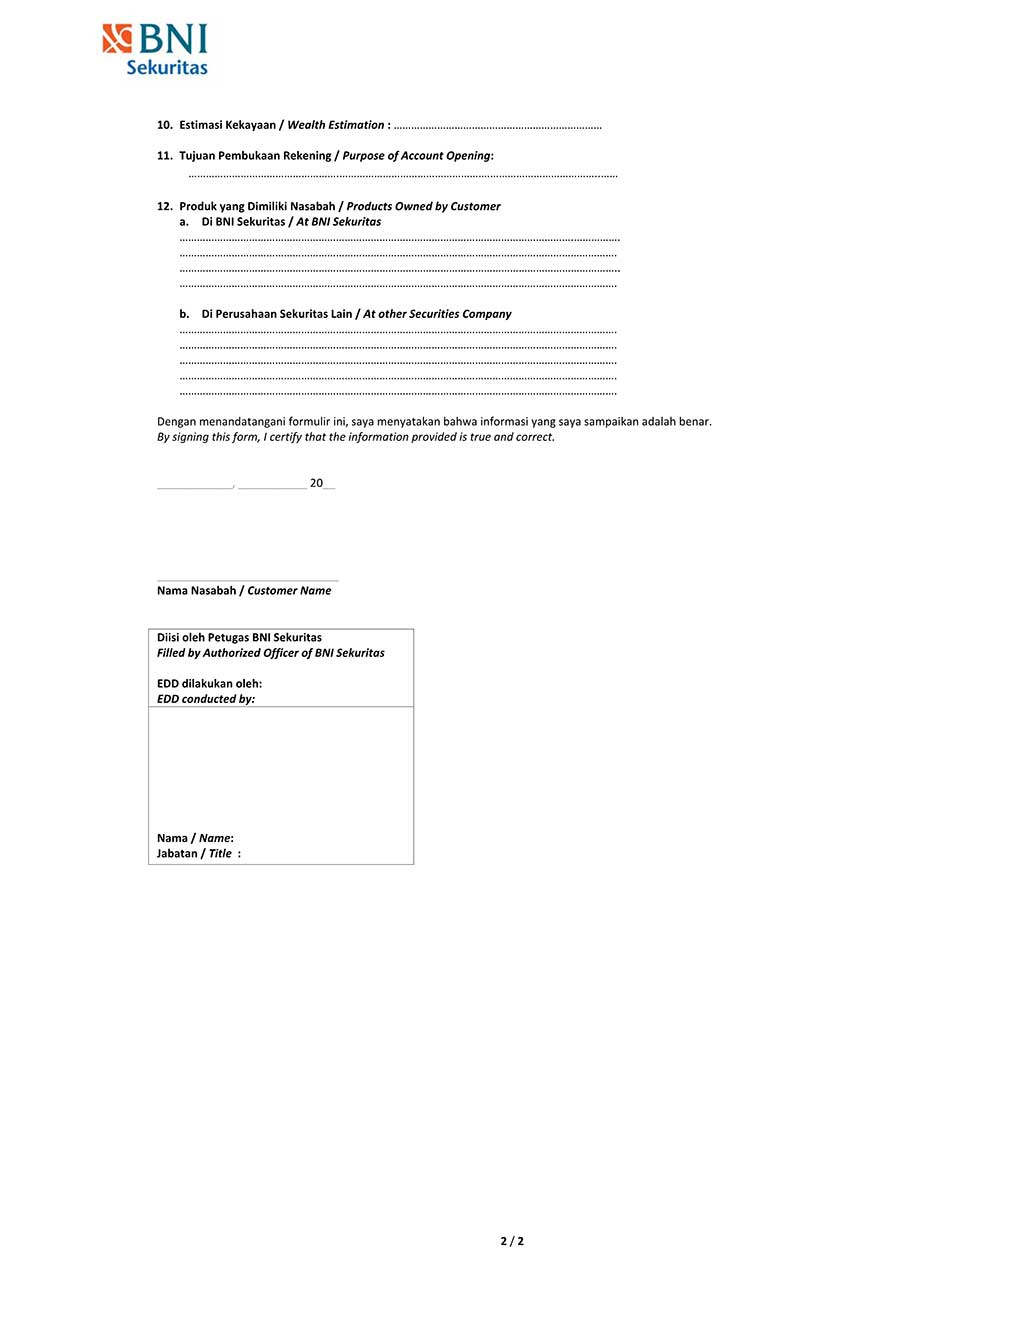 BNI
Sekuritas
10. Estimasi Kekayaan / Wealth Estimation : ………………………………………………………………
11. Tujuan Pembukaan Rekening / Purpose of Account Opening:
……………………………………………………………………………………………………………………………………
12. Produk yang Dimiliki Nasabah / Products Owned by Customer
a. Di BNI Sekuritas / At BNI Sekuritas
………………………………………………………………………………………………………………………………………
………………………………………………………………………………………………………………………………………
………………………………………………………………………………………………………………………………………
………………………………………………………………………………………………………………………………………
b. Di Perusahaan Sekuritas Lain / At other Securities Company
………………………………………………………………………………………………………………………………………
………………………………………………………………………………………………………………………………………
………………………………………………………………………………………………………………………………………
………………………………………………………………………………………………………………………………………
………………………………………………………………………………………………………………………………………
Dengan menandatangani formulir ini, saya menyatakan bahwa informasi yang saya sampaikan adalah benar.
By signing this form, I certify that the information provided is true and correct.
_____________, ____________ 20__
_______________________________
Nama Nasabah / Customer Name
Diisi oleh Petugas BNI Sekuritas
Filled by Authorized Officer of BNI Sekuritas
EDD dilakukan oleh:
EDD conducted by:
Nama / Name:
Jabatan / Title :
2 / 2